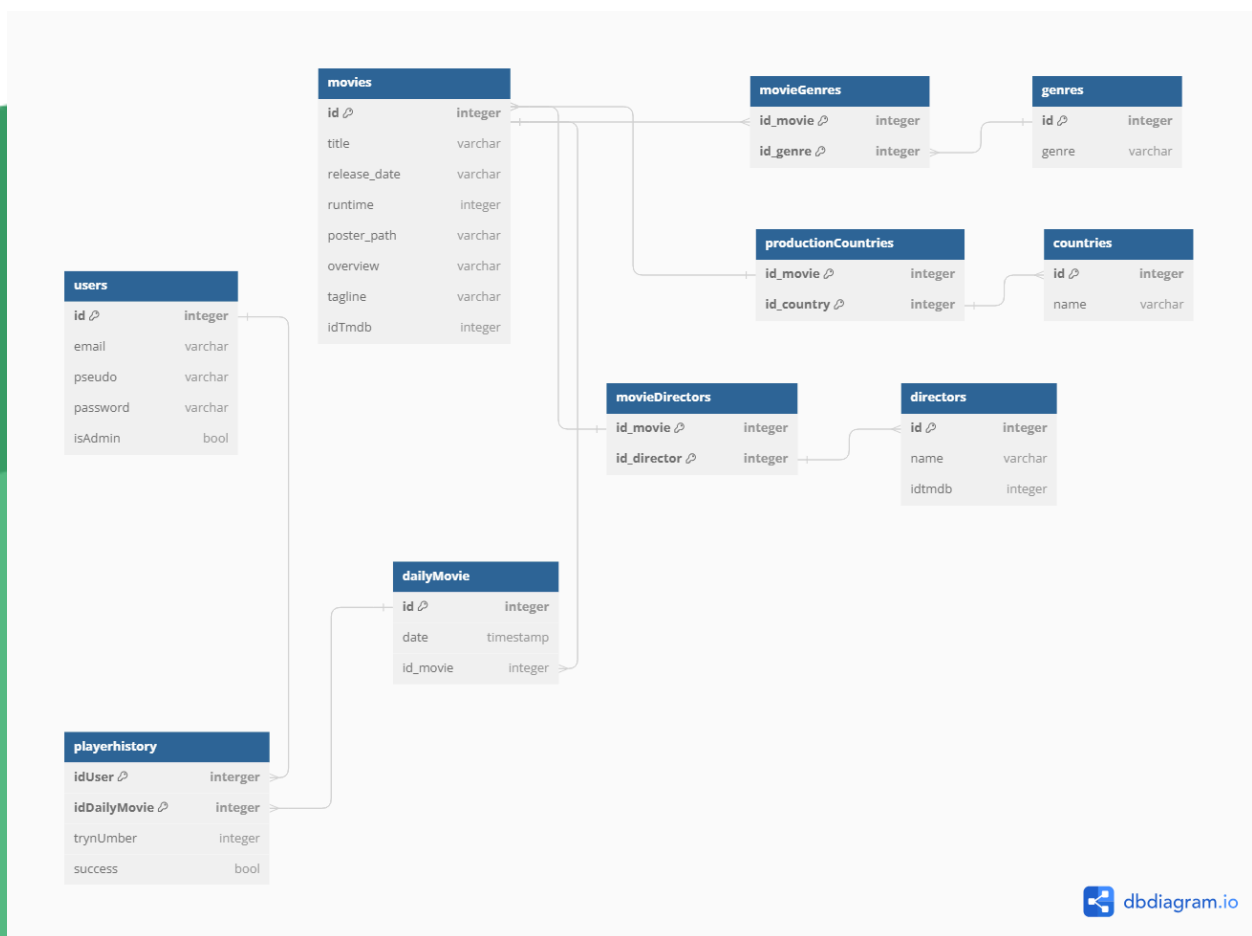 movies
id integer
title varchar
release_date varchar
runtime integer
poster_path varchar
overview varchar
tagline varchar
idTmdb integer
movieGenres
id_movie integer
id_genre integer
genres
id integer
genre varchar
productionCountries
id_movie integer
id_country integer
countries
id integer
name varchar
users
id integer
email varchar
pseudo varchar
password varchar
isAdmin bool
movieDirectors
id_movie integer
id_director integer
directors
id integer
name varchar
idtmdb integer
dailyMovie
id integer
date timestamp
id_movie integer
playerhistory
idUser interger
idDailyMovie integer
trynUmber integer
success bool
dbdiagram.io